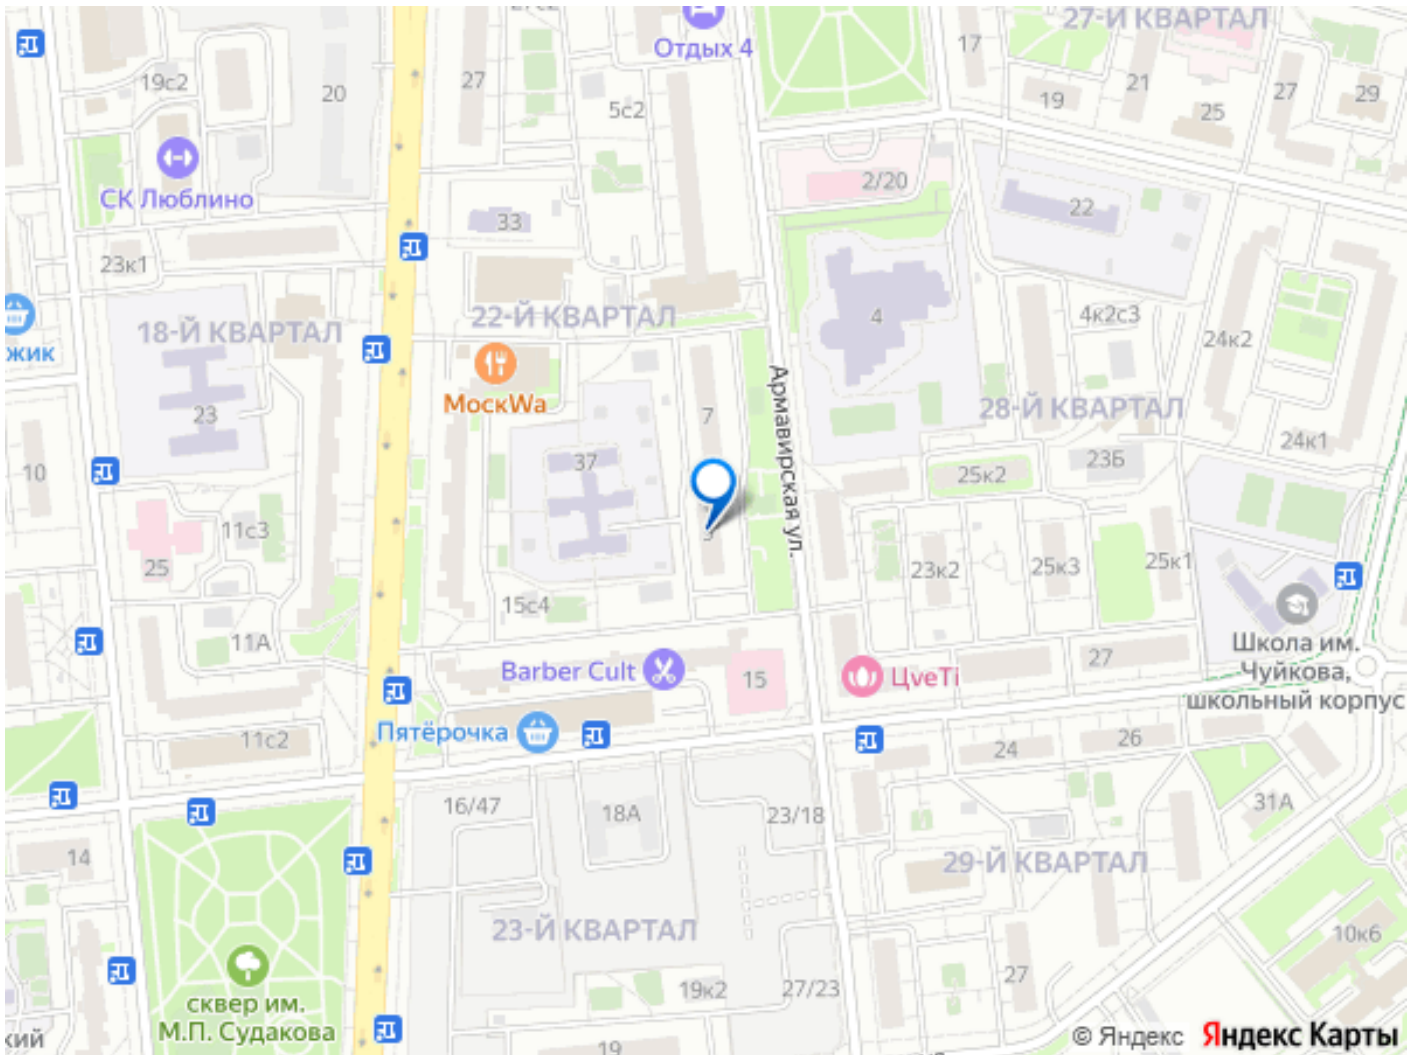 27с2
27-Й КВАРТАЛ
Отдых 4
17
19с2
20
27
5с2
19
21
25
27
29
СК Люблино
2/20
22
33
23к1
18-Й КВАРТАЛ
22-Й КВАРТАЛ
4
4к2с3
24к2
жик
МоскWa
Армавирская ул.
7
28-Й КВАРТАЛ
23
24к1
10
37
25к2
23Б
11с3
25
23к2
25к3
25к1
15с4
11А
Школа им.
Чуйкова,
школьный корпус
27
Barber Cult
15
ЦveTi
Пятёрочка
11с2
24
26
16/47
18А
23/18
31А
14
29-Й КВАРТАЛ
23-Й КВАРТАЛ
10к6
27
19к2
27/23
сквер им.
М.П. Судакова
кий
19
© Яндекс Яндекс Карты